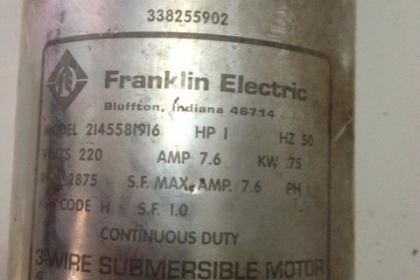 338255902
Franklin Electric
Bluffton, Indiana 46714
MODEL 2145581916 HP 1 HZ 50
VOLTS 220 AMP 7.6 KW .75
2875 S.F. MAX. AMP. 7.6 PH 1
CODE H S.F. 1.0
CONTINUOUS DUTY
3-WIRE SUBMERSIBLE MOTOR